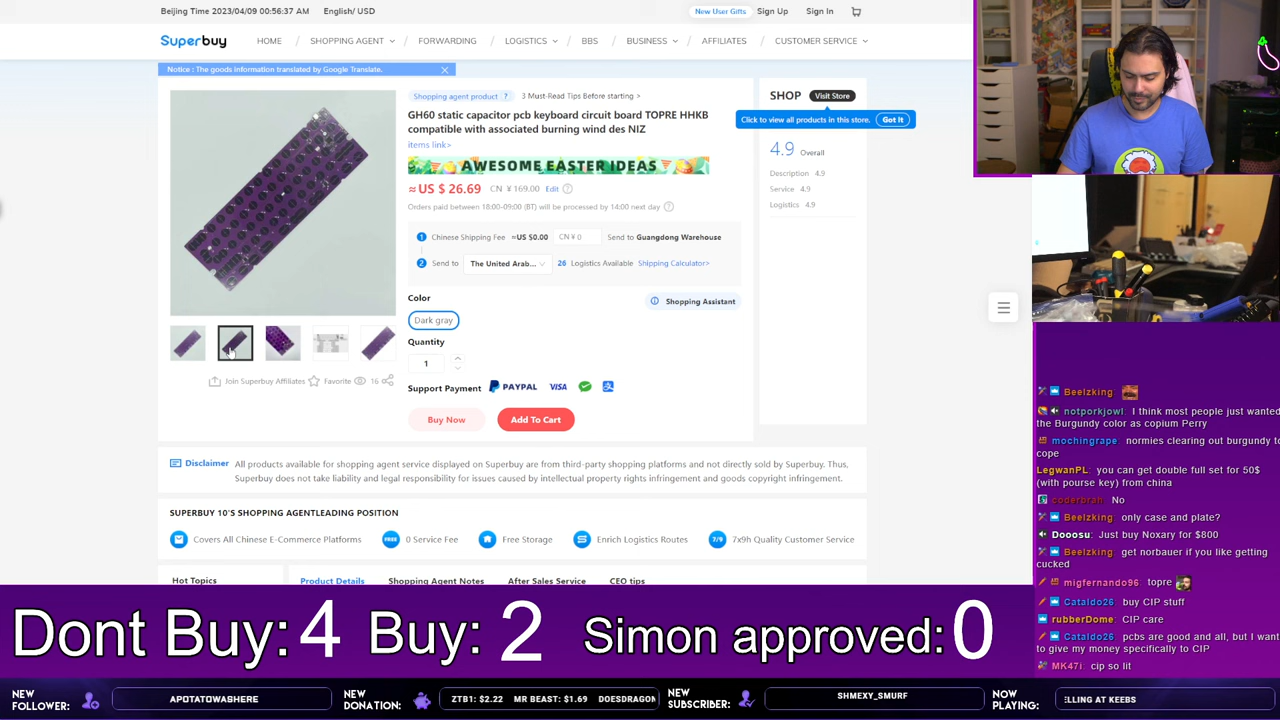 Beijing Time 2023/04/09 00:56:37 AM English/ USD New User Gifts Sign Up Sign In
Superbuy HOME / SHOPPING AGENT / FORWARDING / LOGISTICS / BBS / BUSINESS / AFFILIATES / CUSTOMER SERVICE
Notice : The goods information translated by Google Translate.
Shopping agent product ? 3 Must-Read Tips Before starting >
GH60 static capacitor pcb keyboard circuit board TOPRE HHKB
compatible with associated burning wind des NIZ
items link>
AWESOME EASTER IDEAS
≈ US $ 26.69 CN ¥ 169.00 Edit ?
Orders paid between 18:00-09:00 (BT) will be processed by 14:00 next day ?
1 Chinese Shipping Fee ≈US $0.00 CN ¥ 0 Send to Guangdong Warehouse
2 Send to The United Arab... 26 Logistics Available Shipping Calculator>
Color
Shopping Assistant
Dark gray
Quantity
1
Join Superbuy Affiliates Favorite 16
Support Payment PAYPAL VISA
Buy Now Add To Cart
SHOP Visit Store
Click to view all products in this store. Got It
4.9 Overall
Description 4.9
Service 4.9
Logistics 4.9
Disclaimer All products available for shopping agent service displayed on Superbuy are from third-party shopping platforms and not directly sold by Superbuy. Thus,
Superbuy does not take liability and legal responsibility for issues caused by intellectual property rights infringement and goods copyright infringement.
SUPERBUY 10'S SHOPPING AGENTLEADING POSITION
Covers All Chinese E-Commerce Platforms FREE 0 Service Fee Free Storage Enrich Logistics Routes 7/9 7x9h Quality Customer Service
Hot Topics Product Details Shopping Agent Notes After Sales Service CEO tips
Beelzking
notporkjowl: I think most people just wanted
the Burgundy color as copium Perry
mochingrape: normies clearing out burgundy to
cope
LegwanPL: you can get double full set for 50$
(with pourse key) from china
coderbran No
Beelzking only case and plate?
Dooosu: Just buy Noxary for $800
Beelzking get norbauer if you like getting
cucked
migfernando96: topre
Cataldo26: buy CIP stuff
rubberDome: CIP care
Cataldo26: pcbs are good and all, but I want
to give my money specifically to CIP
MK47i: cip so lit
Dont Buy: 4 Buy: 2 Simon approved: 0
NEW FOLLOWER: APOTATOWASHERE
NEW DONATION: ZTB1: $2.22 MR BEAST: $1.69 DOESDRAGON
NEW SUBSCRIBER: SHMEXY_SMURF
NOW PLAYING: ELLING AT KEEBS